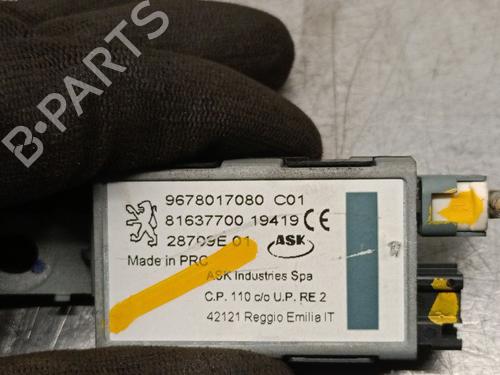 B-PARTS
9678017080 C01
81637700 19419 CE
28709E 01 ASK
Made in PRC
ASK Industries Spa
C.P. 110 c/o U.P. RE 2
42121 Reggio Emilia IT